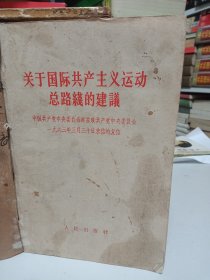 关于国际共产主义运动
总路綫的建議
中国共产党中央委员会对苏联共产党中央委员会
一九六三年三月三十日来信的复信
人民出版社